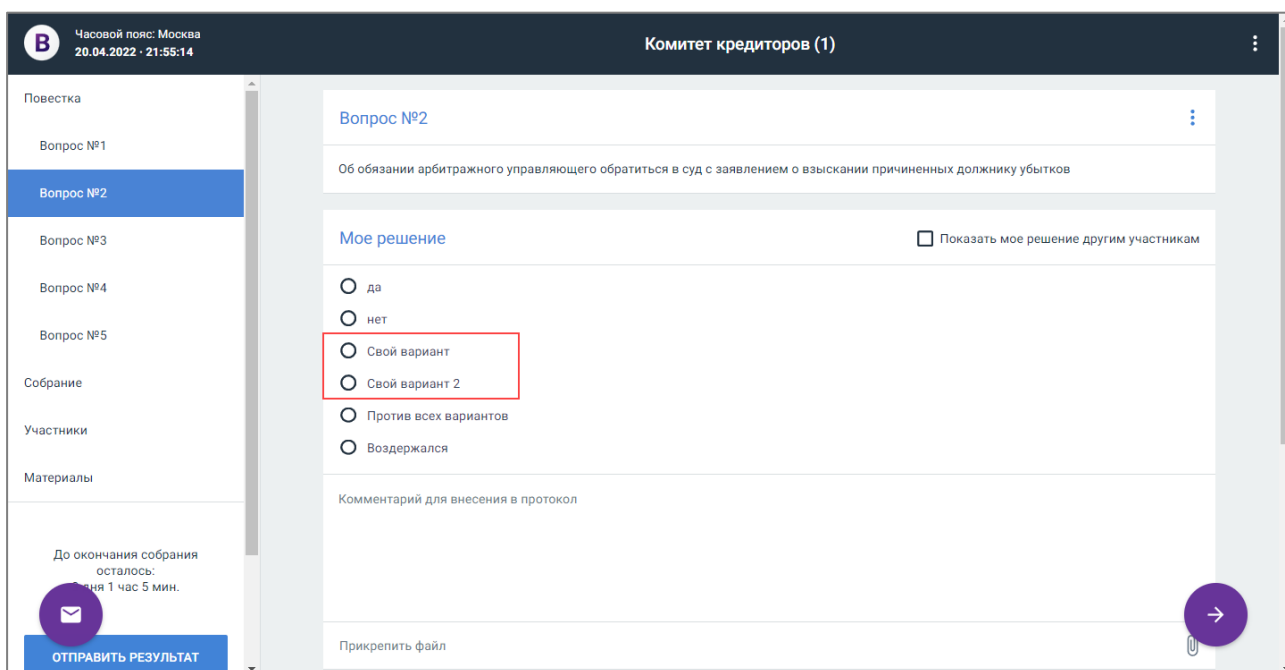 B
Часовой пояс: Москва
20.04.2022 · 21:55:14
Комитет кредиторов (1)
Повестка
Вопрос №1
Вопрос №2
Вопрос №3
Вопрос №4
Вопрос №5
Собрание
Участники
Материалы
До окончания собрания
осталось:
1 час 5 мин.
ОТПРАВИТЬ РЕЗУЛЬТАТ
Вопрос №2
Об обязании арбитражного управляющего обратиться в суд с заявлением о взыскании причиненных должнику убытков
Мое решение
Показать мое решение другим участникам
да
нет
Свой вариант
Свой вариант 2
Против всех вариантов
Воздержался
Комментарий для внесения в протокол
Прикрепить файл